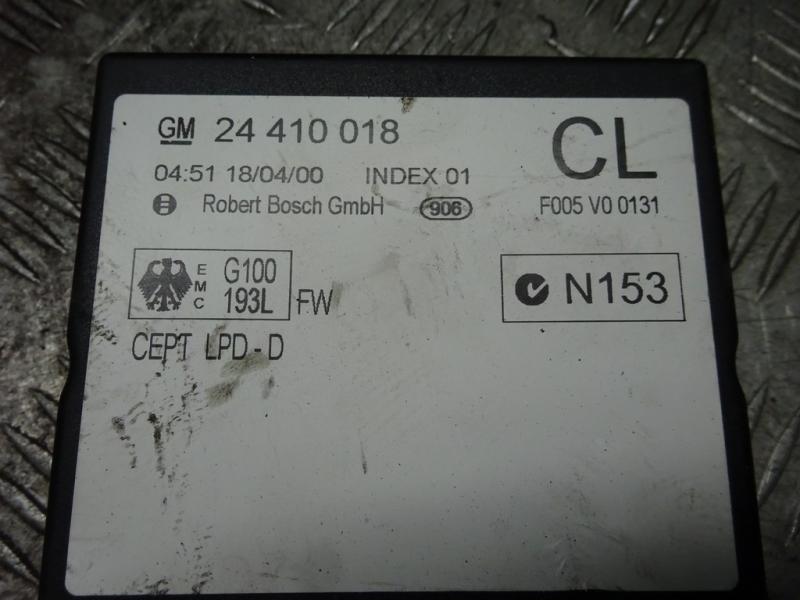 GM 24 410 018
CL
04:51 18/04/00 INDEX 01
Robert Bosch GmbH 906 F005 V0 0131
EMC G100 193L FW
N153
CEPT LPD-D